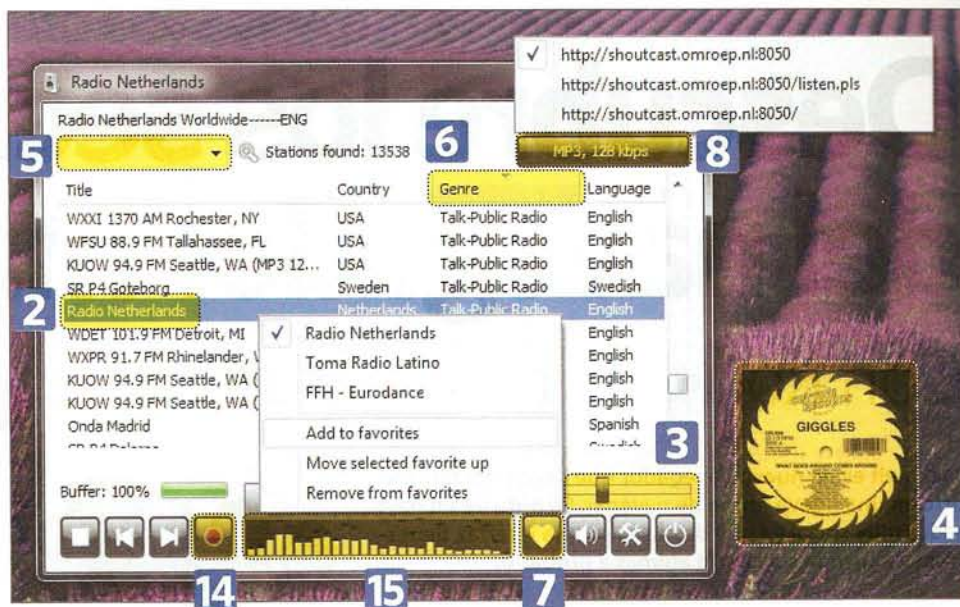 ✓ http://shoutcast.omroep.nl:8050
http://shoutcast.omroep.nl:8050/listen.pls
http://shoutcast.omroep.nl:8050/
Radio Netherlands
Radio Netherlands Worldwide------ENG
5 Stations found: 13538 6 MP3, 128 kbps 8
Title Country Genre Language
WXXI 1370 AM Rochester, NY USA Talk-Public Radio English
WFSU 88.9 FM Tallahassee, FL USA Talk-Public Radio English
KUOW 94.9 FM Seattle, WA (MP3 12... USA Talk-Public Radio English
SR P4 Goteborg Sweden Talk-Public Radio Swedish
2 Radio Netherlands Netherlands Talk-Public Radio English
WDET 101.9 FM Detroit, MI English
WXPR 91.7 FM Rhinelander, English
KUOW 94.9 FM Seattle, WA ( English
KUOW 94.9 FM Seattle, WA ( English
Onda Madrid Spanish
✓ Radio Netherlands
Toma Radio Latino
FFH - Eurodance
Add to favorites
Move selected favorite up
Remove from favorites
3
Buffer: 100%
GIGGLES
WHAT GOES AROUND COMES AROUND
4
14 15 7